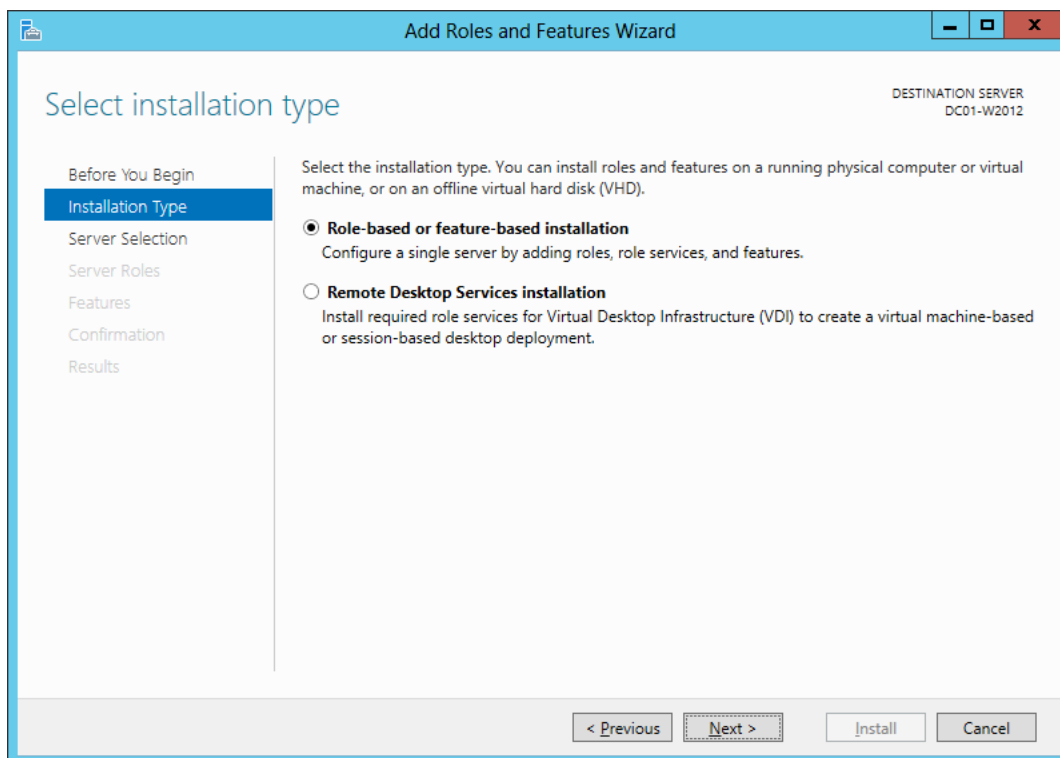 Add Roles and Features Wizard
Select installation type
DESTINATION SERVER
DC01-W2012
Before You Begin
Installation Type
Server Selection
Server Roles
Features
Confirmation
Results
Select the installation type. You can install roles and features on a running physical computer or virtual
machine, or on an offline virtual hard disk (VHD).
Role-based or feature-based installation
Configure a single server by adding roles, role services, and features.
Remote Desktop Services installation
Install required role services for Virtual Desktop Infrastructure (VDI) to create a virtual machine-based
or session-based desktop deployment.
< Previous
Next >
Install
Cancel